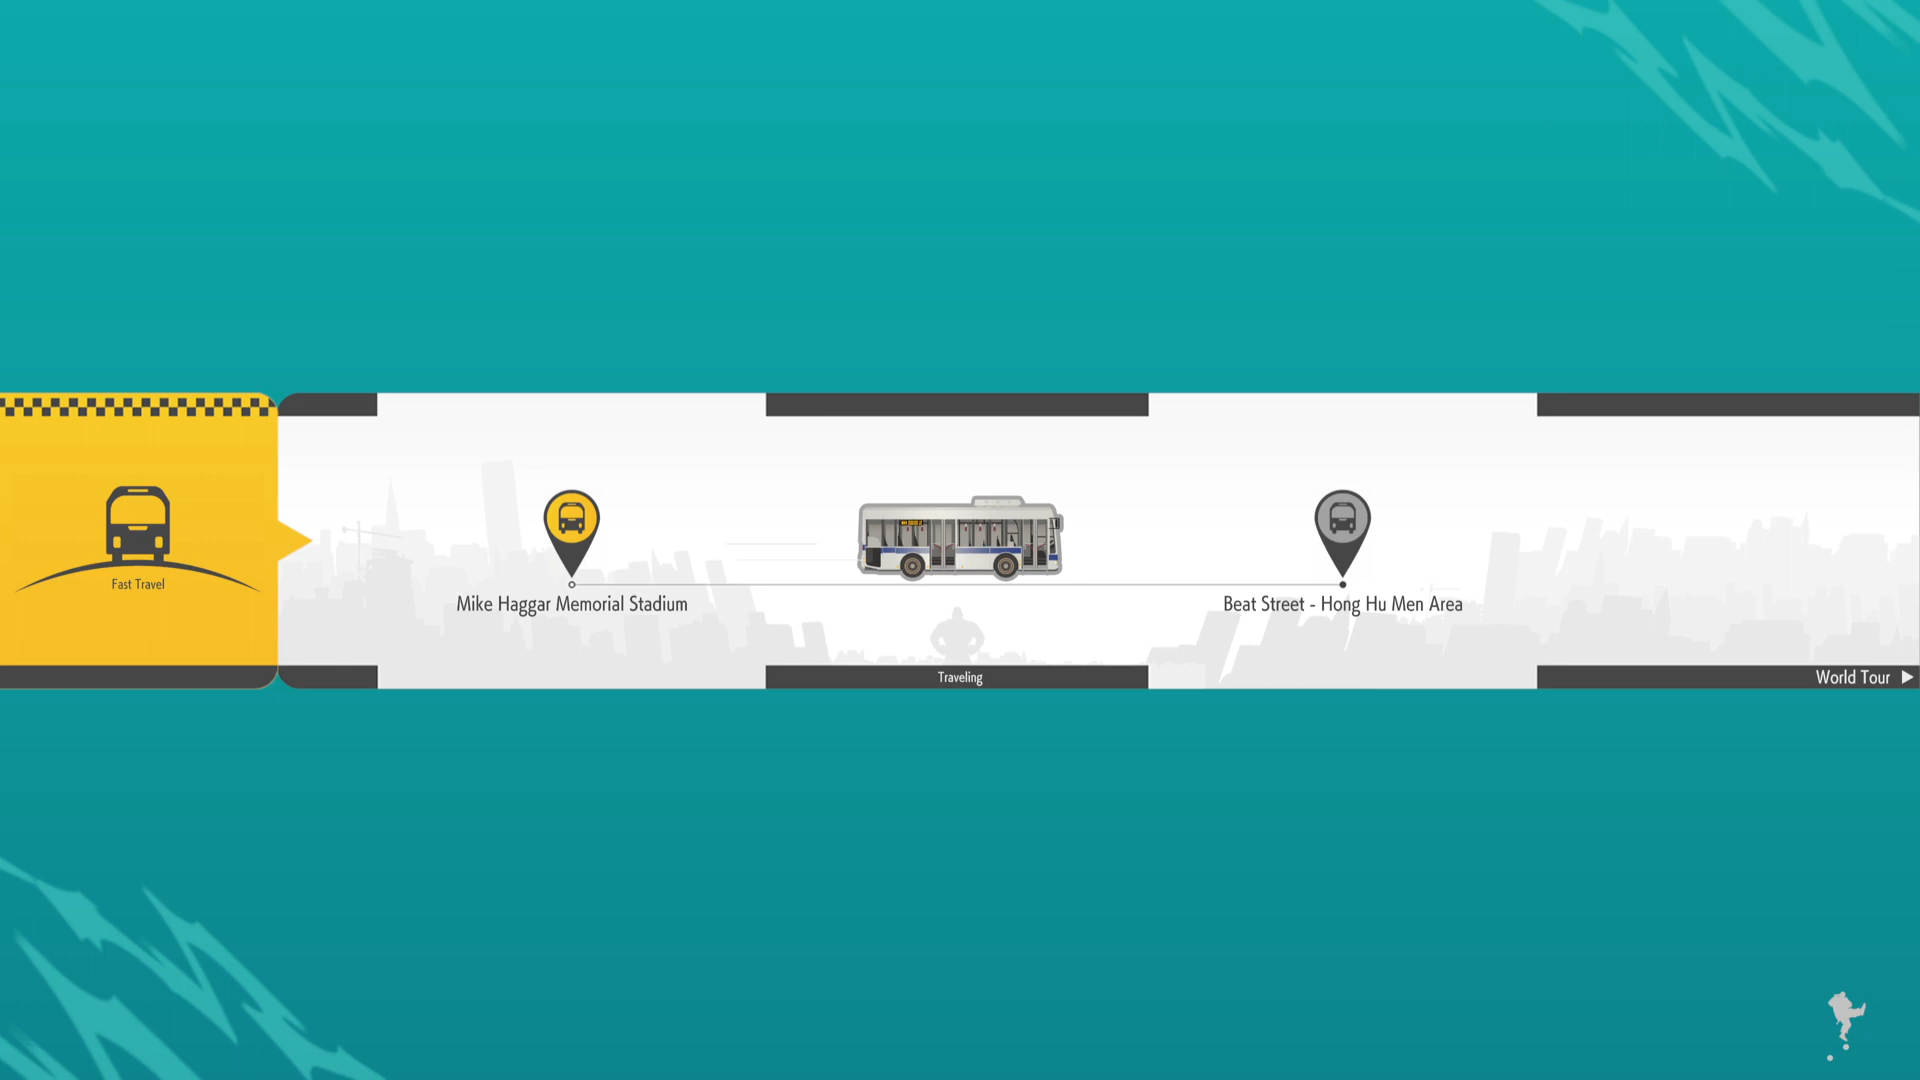 Fast Travel
Mike Haggar Memorial Stadium
Beat Street - Hong Hu Men Area
Traveling
World Tour